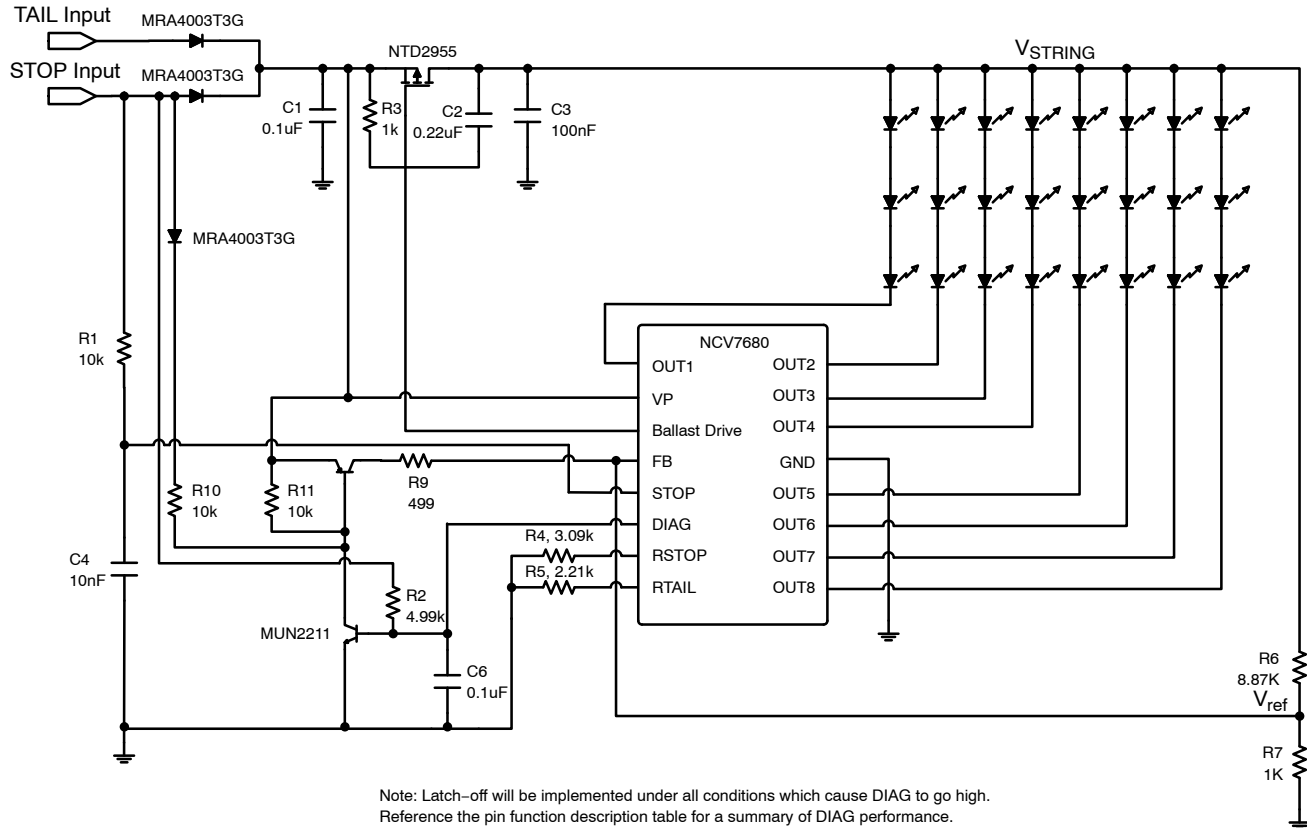 TAIL Input
MRA4003T3G
STOP Input
MRA4003T3G
NTD2955
VSTRING
C1
0.1uF
R3
1k
C2
0.22uF
C3
100nF
MRA4003T3G
R1
10k
NCV7680
OUT1
VP
Ballast Drive
FB
STOP
DIAG
RSTOP
RTAIL
OUT2
OUT3
OUT4
GND
OUT5
OUT6
OUT7
OUT8
R10
10k
R11
10k
R9
499
R4, 3.09k
R5, 2.21k
C4
10nF
R2
4.99k
MUN2211
C6
0.1uF
R6
8.87K
Vref
R7
1K
Note: Latch−off will be implemented under all conditions which cause DIAG to go high.
Reference the pin function description table for a summary of DIAG performance.